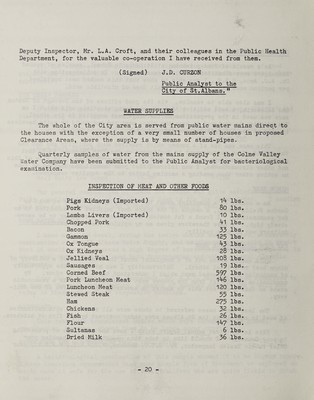 Deputy Inspector, Mr. L.A. Croft, and their colleagues in the Public Health
Department, for the valuable co-operation I have received from them.
(Signed) J.D. CURZON
Public Analyst to the
City of St.Albans."
WATER SUPPLIES
The whole of the City area is served from public water mains direct to
the houses with the exception of a very small number of houses in proposed
Clearance Areas, where the supply is by means of stand-pipes.
Quarterly samples of water from the mains supply of the Colne Valley
Water Company have been submitted to the Public Analyst for bacteriological
examination.
INSPECTION OF MEAT AND OTHER FOODS
Pigs Kidneys (Imported) 14 lbs.
Pork 80 lbs.
Lambs Livers (Imported) 10 lbs.
Chopped Pork 41 lbs.
Bacon 33 lbs.
Gammon 125 lbs.
Ox Tongue 43 lbs.
Ox Kidneys 28 lbs.
Jellied Veal 108 lbs.
Sausages 19 lbs.
Corned Beef 597 lbs.
Pork Luncheon Meat 146 lbs.
Luncheon Meat 120 lbs.
Stewed Steak 55 lbs.
Ham 275 lbs.
Chickens 32 lbs.
Fish 26 lbs.
Flour 147 lbs.
Sultanas 6 lbs.
Dried Milk 36 lbs.
- 20 -